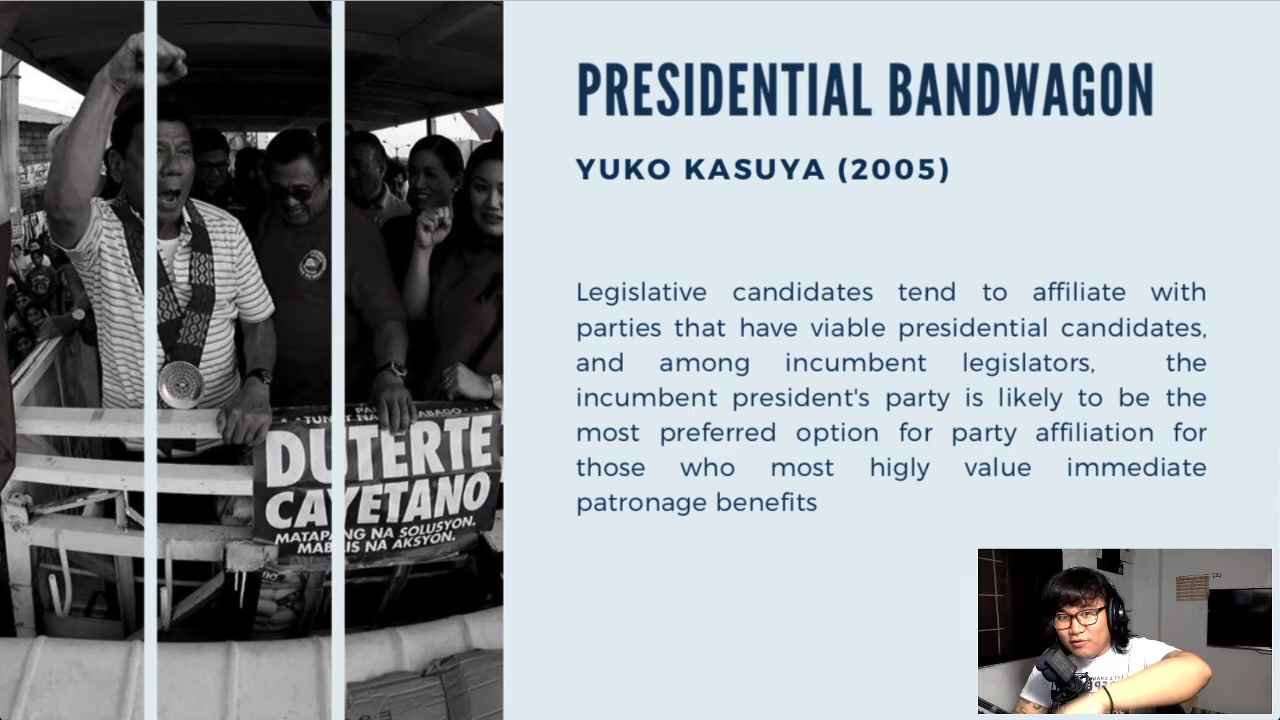 PRESIDENTIAL BANDWAGON
YUKO KASUYA (2005)
Legislative candidates tend to affiliate with
parties that have viable presidential candidates,
and among incumbent legislators, the
incumbent president's party is likely to be the
most preferred option for party affiliation for
those who most higly value immediate
patronage benefits
DUTERTE
CAYETANO
MATAPANG NA SOLUSYON.
MABILIS NA AKSYON.